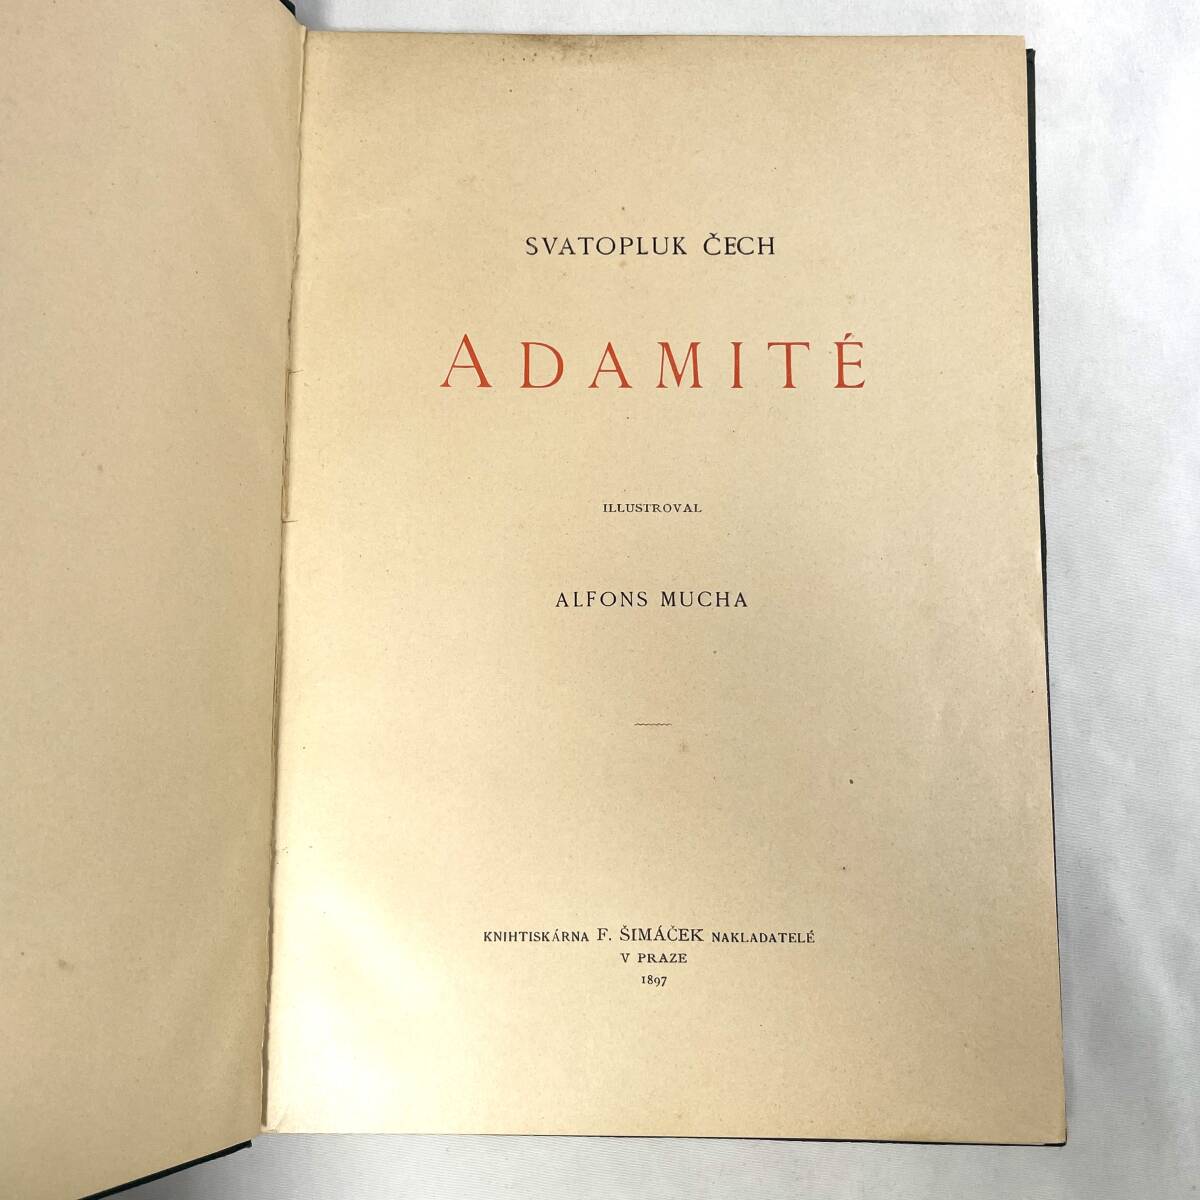 SVATOPLUK ČECH
ADAMITÉ
ILLUSTROVAL
ALFONS MUCHA
KNIHTISKÁRNA F. ŠIMÁČEK NAKLADATELÉ
V PRAZE
1897